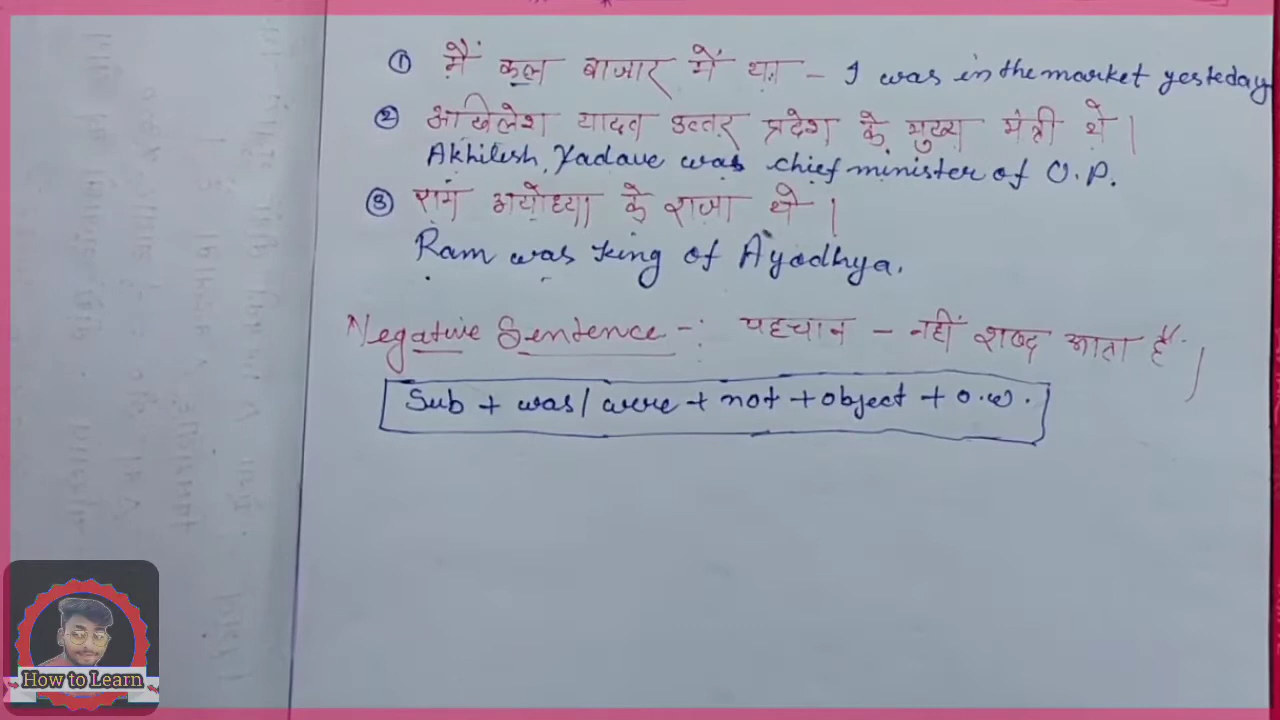 ① मैं कल बाजार में था - I was in the market yesteday
② अखिलेश यादव उत्तर प्रदेश के मुख्य मंत्री थे।
Akhilesh Yadave was chief minister of U.P.
③ राम अयोध्या के राजा थे।
Ram was king of Ayodhya.
Negative Sentence -: पहचान - नहीं शब्द आता है।
Sub + was/were + not + object + o.w.
How to Learn